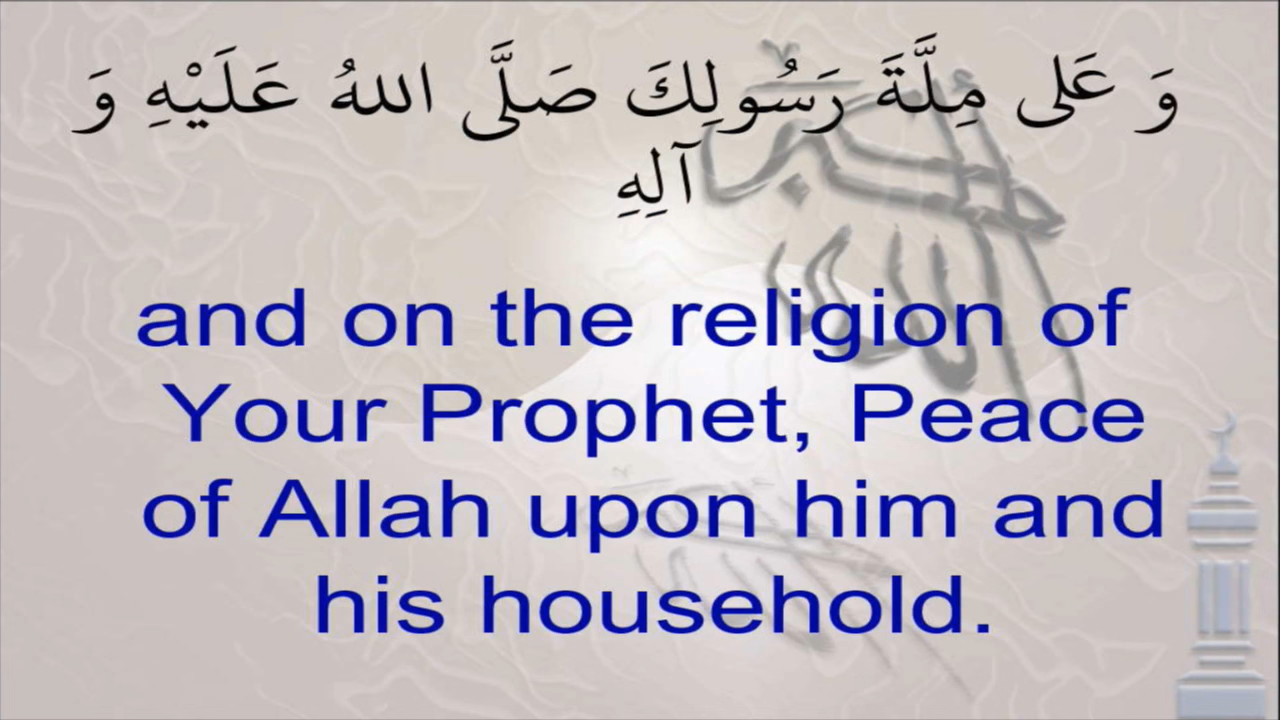 وَ عَلى مِلَّةَ رَسُولِكَ صَلَّى اللهُ عَلَيْهِ وَ
آلِهِ
and on the religion of
Your Prophet, Peace
of Allah upon him and
his household.